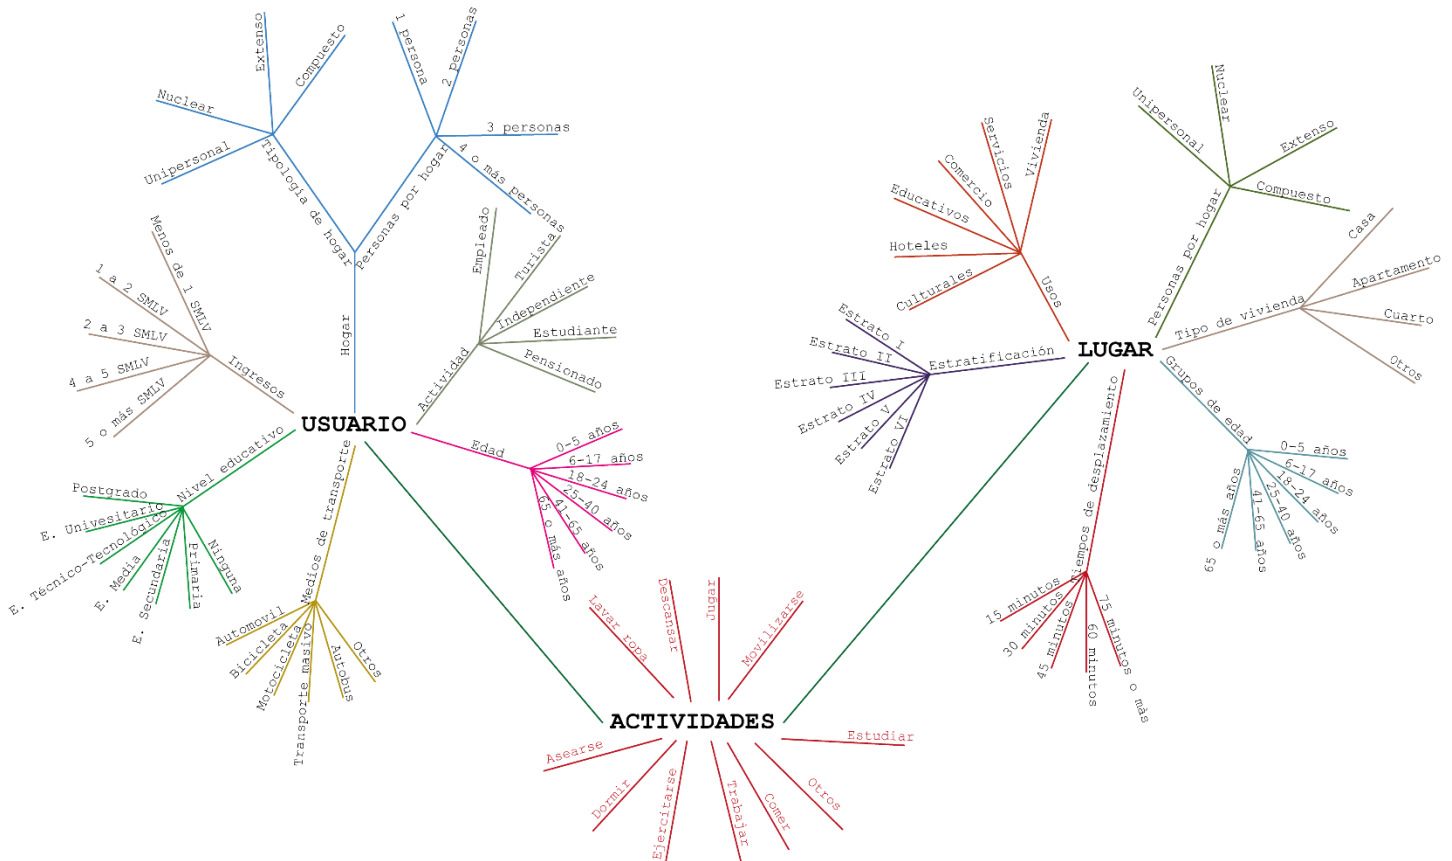 USUARIO
Hogar
Tipología de hogar
Unipersonal
Nuclear
Extenso
Compuesto
Personas por hogar
1 persona
2 personas
3 personas
4 o más personas
Actividad
Empleado
Turista
Independiente
Estudiante
Pensionado
Edad
0-5 años
6-17 años
18-24 años
25-40 años
41-65 años
65 o más años
Medios de transporte
Automovil
Bicicleta
Motocicleta
Transporte masivo
Autobus
Otros
Nivel educativo
Postgrado
E. Univesitario
E. Técnico-Tecnológico
E. Media
E. Secundaria
Primaria
Ninguna
Ingresos
Menos de 1 SMLV
1 a 2 SMLV
2 a 3 SMLV
4 a 5 SMLV
5 o más SMLV
LUGAR
Usos
Vivienda
Servicios
Comercio
Educativos
Hoteles
Culturales
Personas por hogar
Unipersonal
Nuclear
Extenso
Compuesto
Tipo de vivienda
Casa
Apartamento
Cuarto
Otros
Grupos de edad
0-5 años
6-17 años
18-24 años
25-40 años
41-65 años
65 o más años
Tiempos de desplazamiento
15 minutos
30 minutos
45 minutos
60 minutos
75 minutos o màs
Estratificación
Estrato I
Estrato II
Estrato III
Estrato IV
Estrato V
Estrato VI
ACTIVIDADES
Lavar ropa
Descansar
Jugar
Movilizarse
Estudiar
Otros
Comer
Trabajar
Ejercitarse
Dormir
Asearse